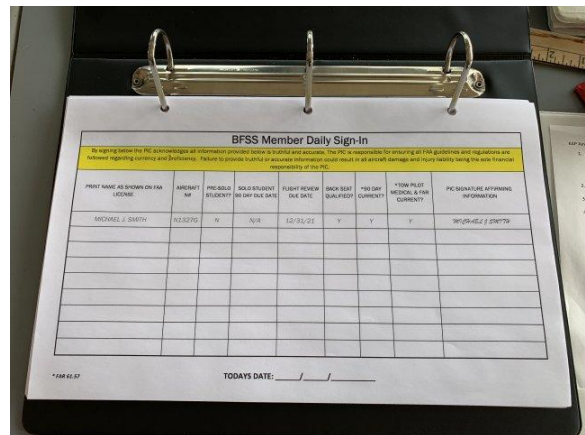 BFSS Member Daily Sign-In
By signing below the PIC acknowledges all information provided below is truthful and accurate. The PIC is responsible for ensuring all FAA guidelines and regulations are
followed regarding currency and proficiency. Failure to provide truthful or accurate information could result in all aircraft damage and injury liability being the sole financial
responsibility of the PIC.
PRINT NAME AS SHOWN ON FAA LICENSE
AIRCRAFT N#
PRE-SOLO STUDENT?
SOLO STUDENT 90 DAY DUE DATE
FLIGHT REVIEW DUE DATE
BACK SEAT QUALIFIED?
*90 DAY CURRENT?
*TOW PILOT MEDICAL & FAR CURRENT?
PIC SIGNATURE AFFIRMING INFORMATION
MICHAEL J. SMITH N N/A 12/31/21 Y Y Y MICHAEL J SMITH
* FAR 61.57
TODAYS DATE: ____/____/________